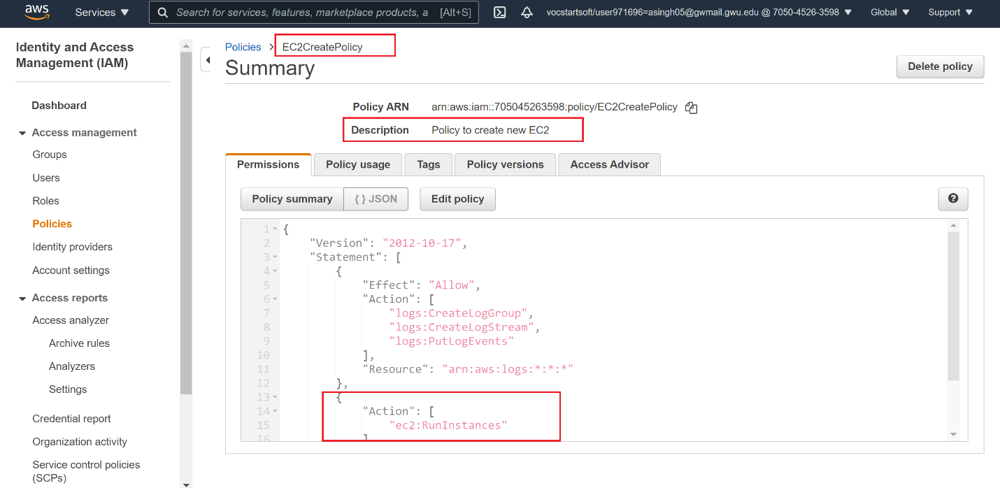 aws
Services
Search for services, features, marketplace products, a
[Alt+S]
vocstartsoft/user971696=asingh05@gwmail.gwu.edu @ 7050-4526-3598
Global
Support
Identity and Access
Management (IAM)
Dashboard
Access management
Groups
Users
Roles
Policies
Identity providers
Account settings
Access reports
Access analyzer
Archive rules
Analyzers
Settings
Credential report
Organization activity
Service control policies
(SCPs)
Policies > EC2CreatePolicy
Summary
Delete policy
Policy ARN arn:aws:iam::705045263598:policy/EC2CreatePolicy
Description Policy to create new EC2
Permissions
Policy usage
Tags
Policy versions
Access Advisor
Policy summary
{ } JSON
Edit policy
?
1 {
2 "Version": "2012-10-17",
3 "Statement": [
4 {
5 "Effect": "Allow",
6 "Action": [
7 "logs:CreateLogGroup",
8 "logs:CreateLogStream",
9 "logs:PutLogEvents"
10 ],
11 "Resource": "arn:aws:logs:*:*:*"
12 },
13 {
14 "Action": [
15 "ec2:RunInstances"
16 ]